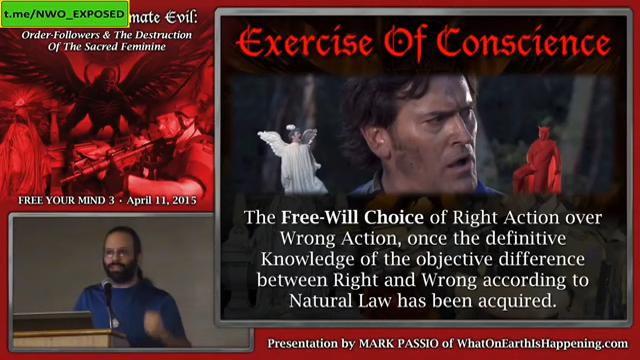 t.me/NWO_EXPOSED
mate Evil:
Order-Followers & The Destruction
Of The Sacred Feminine
FREE YOUR MIND 3 · April 11, 2015
Exercise Of Conscience
The Free-Will Choice of Right Action over
Wrong Action, once the definitive
Knowledge of the objective difference
between Right and Wrong according to
Natural Law has been acquired.
Presentation by MARK PASSIO of WhatOnEarthIsHappening.com